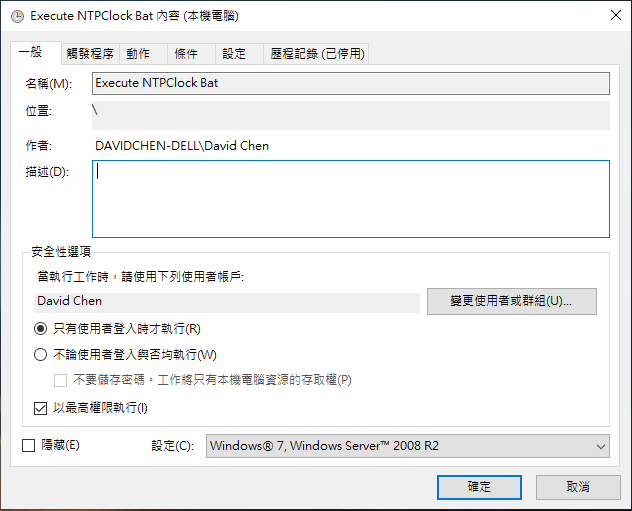 Execute NTPClock Bat 內容 (本機電腦)
一般 觸發程序 動作 條件 設定 歷程記錄 (已停用)
名稱(M): Execute NTPClock Bat
位置: \
作者: DAVIDCHEN-DELL\David Chen
描述(D):
安全性選項
當執行工作時，請使用下列使用者帳戶:
David Chen 變更使用者或群組(U)...
只有使用者登入時才執行(R)
不論使用者登入與否均執行(W)
不要儲存密碼。工作將只有本機電腦資源的存取權(P)
以最高權限執行(I)
隱藏(E) 設定(C): Windows® 7, Windows Server™ 2008 R2
確定 取消